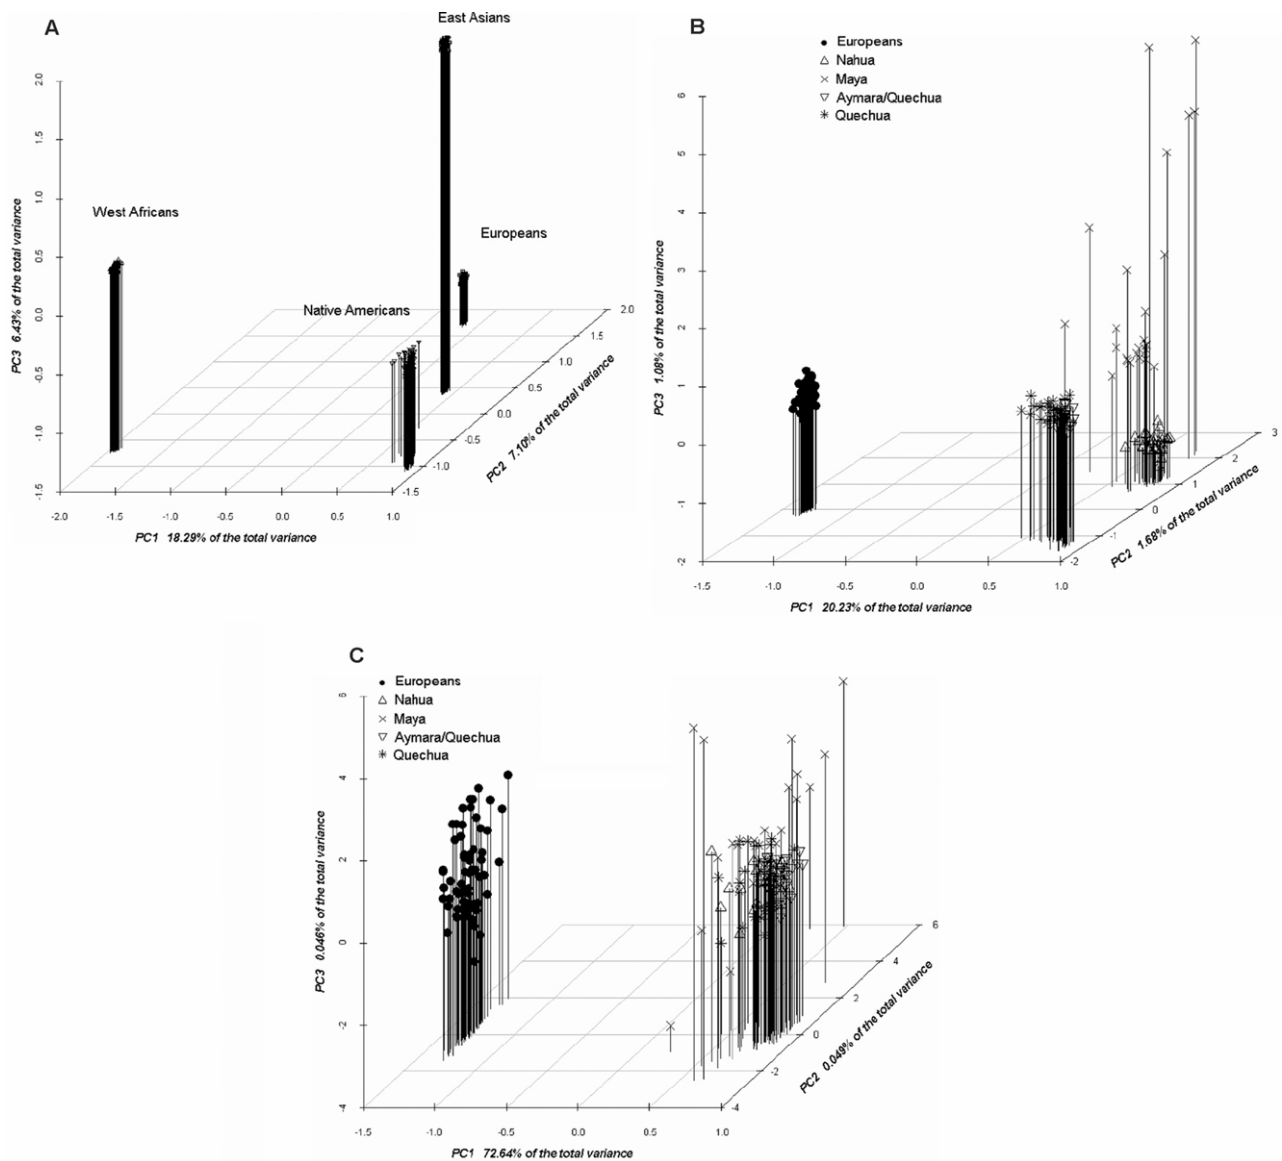 A
East Asians
West Africans
Europeans
Native Americans
PC3 6.43% of the total variance
2.0
1.5
1.0
0.5
0.0
-0.5
-1.0
-1.5
-2.0 -1.5 -1.0 -0.5 0.0 0.5 1.0
PC1 18.29% of the total variance
2.0
1.5
1.0
0.5
0.0
-0.5
-1.0
-1.5
PC2 7.10% of the total variance
B
Europeans
Nahua
Maya
Aymara/Quechua
Quechua
PC3 1.08% of the total variance
6
5
4
3
2
1
0
-1
-2
-1.5 -1.0 -0.5 0.0 0.5 1.0
PC1 20.23% of the total variance
3
2
1
0
-1
-2
PC2 1.68% of the total variance
C
Europeans
Nahua
Maya
Aymara/Quechua
Quechua
PC3 0.046% of the total variance
6
4
2
0
-2
-4
-1.5 -1.0 -0.5 0.0 0.5 1.0
PC1 72.64% of the total variance
6
4
2
0
-2
-4
PC2 0.049% of the total variance